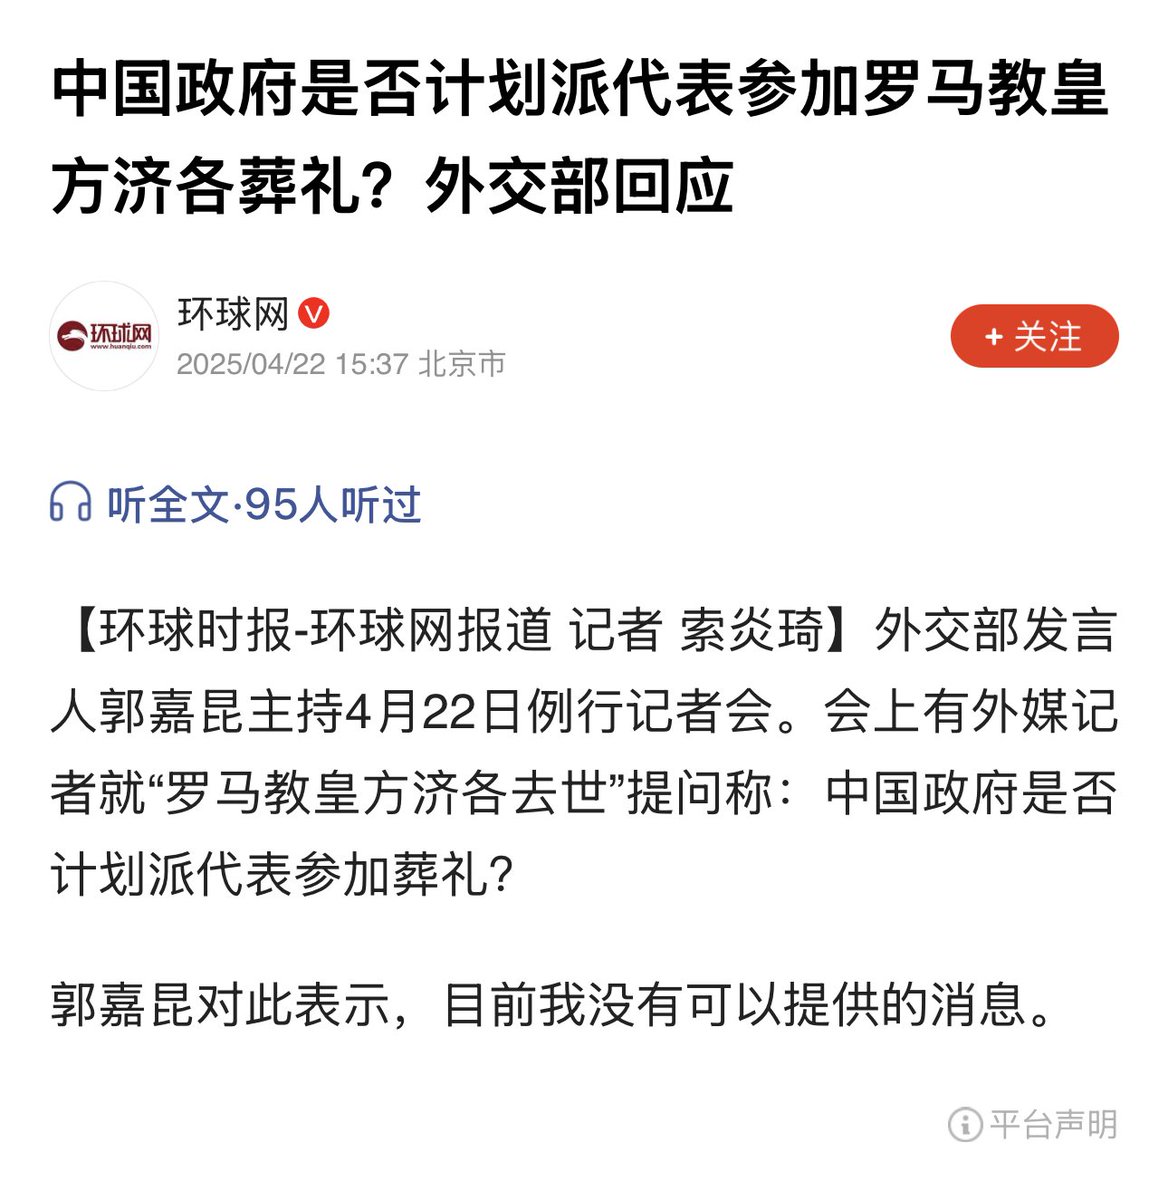 中国政府是否计划派代表参加罗马教皇
方济各葬礼？外交部回应
环球网
www.huanqiu.com
环球网 V
2025/04/22 15:37 北京市
+ 关注
听全文·95人听过
【环球时报-环球网报道 记者 索炎琦】外交部发言
人郭嘉昆主持4月22日例行记者会。会上有外媒记
者就“罗马教皇方济各去世”提问称：中国政府是否
计划派代表参加葬礼？
郭嘉昆对此表示，目前我没有可以提供的消息。
平台声明